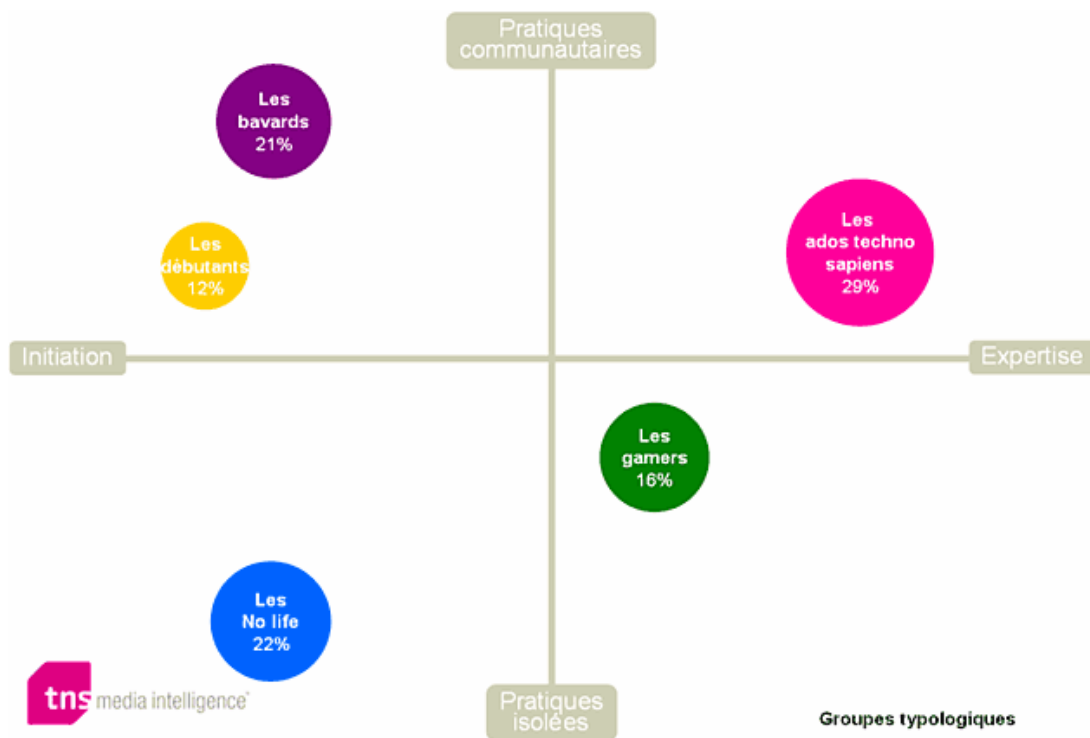 Pratiques
communautaires
Les
bavards
21%
Les
ados techno
sapiens
29%
Les
dèbutants
12%
Initiation
Expertise
Les
gamers
16%
Les
No life
22%
tns media intelligence
Pratiques
isolées
Groupes typologiques